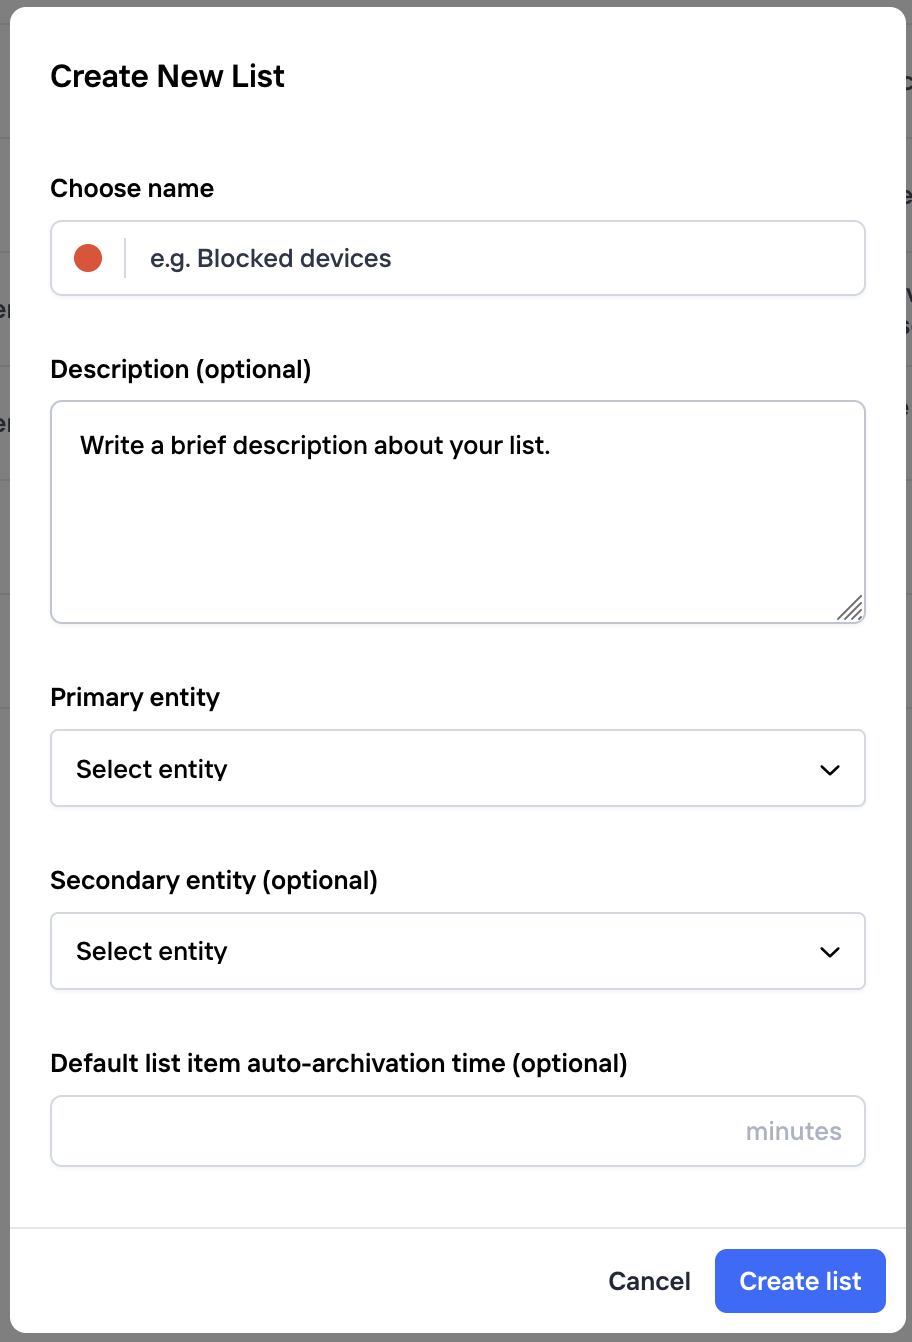 Create New List
Choose name
e.g. Blocked devices
Description (optional)
Write a brief description about your list.
Primary entity
Select entity
Secondary entity (optional)
Select entity
Default list item auto-archivation time (optional)
minutes
Cancel
Create list